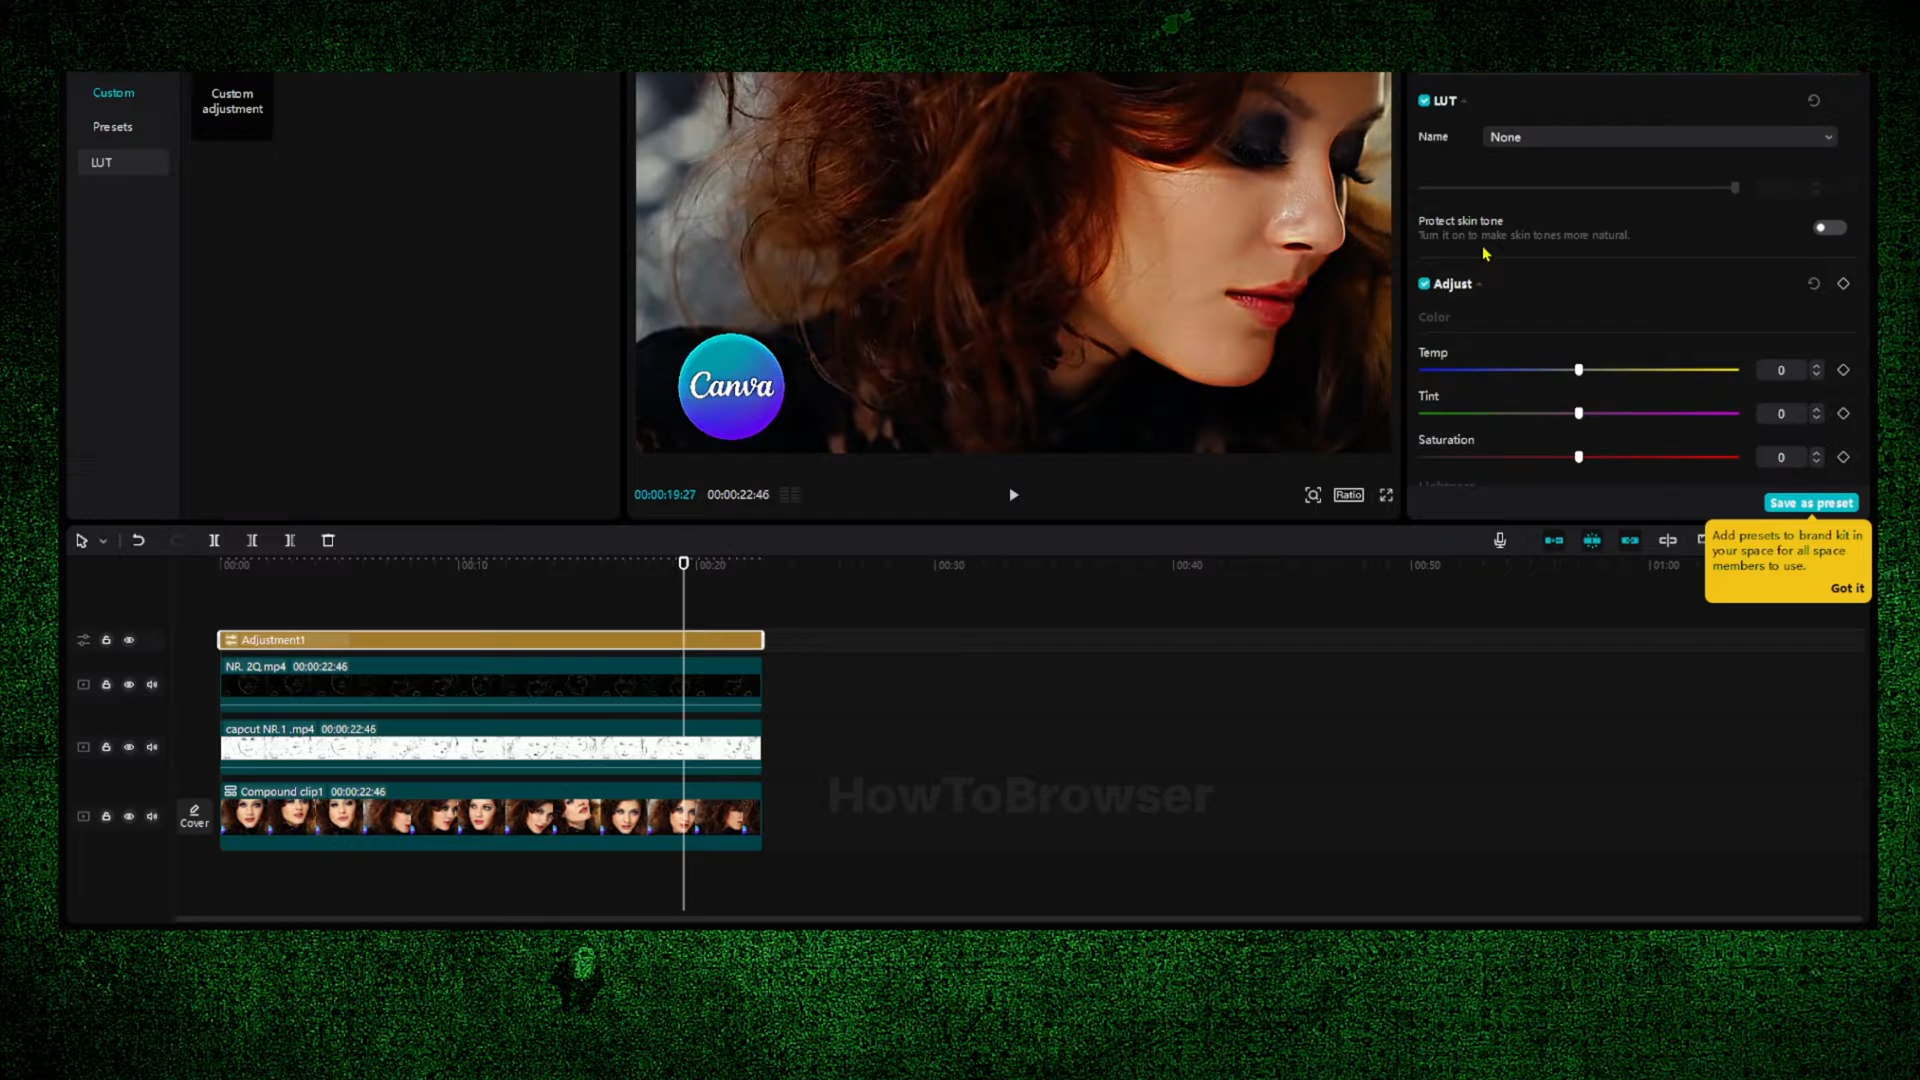 Custom
Presets
LUT
Custom
adjustment
Canva
00:00:19:27 00:00:22:46
Ratio
LUT
Name None
Protect skin tone
Turn it on to make skin tones more natural.
Adjust
Color
Temp 0
Tint 0
Saturation 0
Lightness
Save as preset
Add presets to brand kit in
your space for all space
members to use.
Got it
00:00 00:10 00:20 00:30 00:40 00:50 01:00
Adjustment1
NR. 2Q.mp4 00:00:22:46
capcut NR.1 .mp4 00:00:22:46
Compound clip1 00:00:22:46
Cover
HowToBrowser